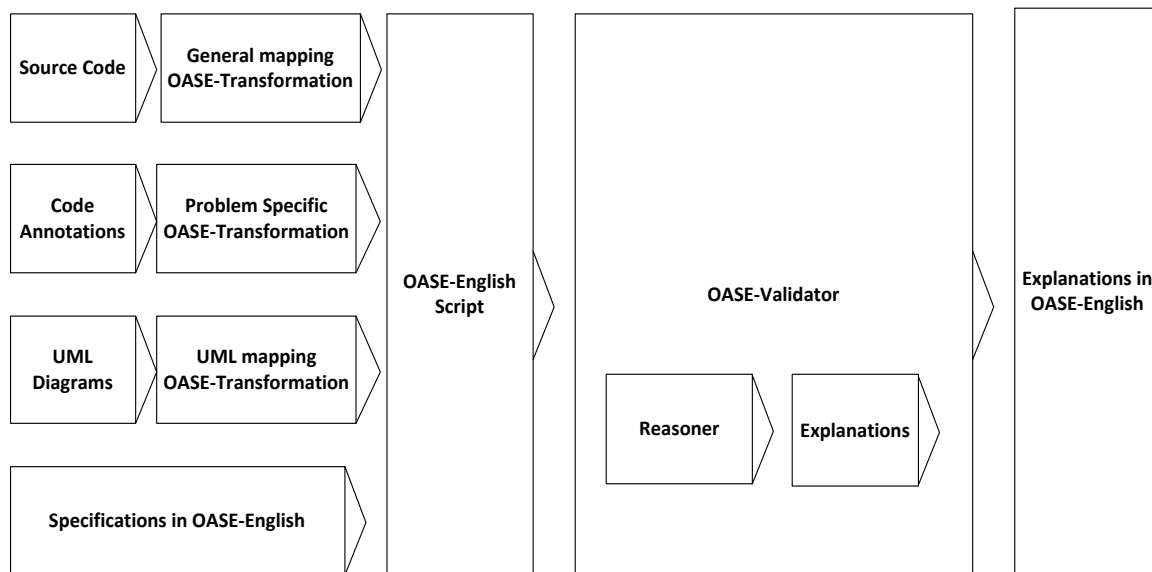 Source Code
General mapping
OASE-Transformation
Code
Annotations
Problem Specific
OASE-Transformation
UML
Diagrams
UML mapping
OASE-Transformation
Specifications in OASE-English
OASE-English
Script
OASE-Validator
Reasoner
Explanations
Explanations in
OASE-English